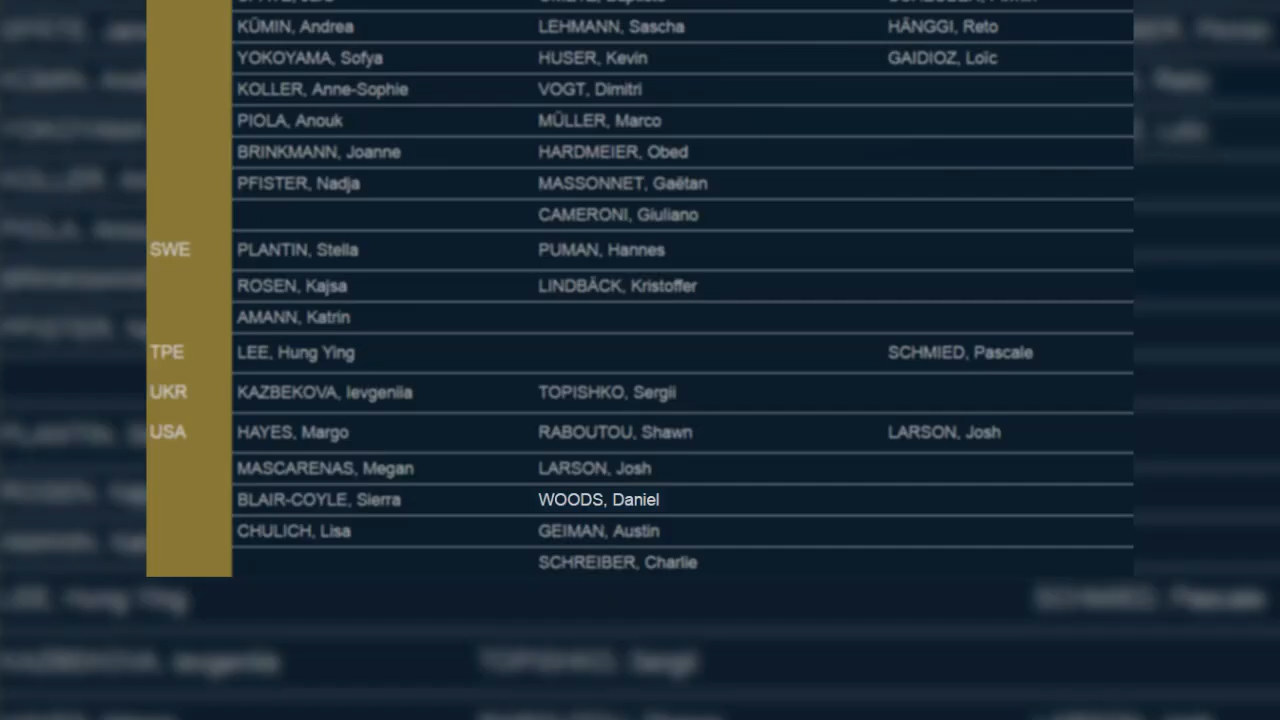 KÜMIN, Andrea LEHMANN, Sascha HÄNGGI, Reto
YOKOYAMA, Sofya HUSER, Kevin GAIDIOZ, Loïc
KOLLER, Anne-Sophie VOGT, Dimitri
PIOLA, Anouk MÜLLER, Marco
BRINKMANN, Joanne HARDMEIER, Obed
PFISTER, Nadja MASSONNET, Gaëtan
CAMERONI, Giuliano
SWE PLANTIN, Stella PUMAN, Hannes
ROSEN, Kajsa LINDBÄCK, Kristoffer
AMANN, Katrin
TPE LEE, Hung Ying SCHMIED, Pascale
UKR KAZBEKOVA, Ievgeniia TOPISHKO, Sergii
USA HAYES, Margo RABOUTOU, Shawn LARSON, Josh
MASCARENAS, Megan LARSON, Josh
BLAIR-COYLE, Sierra WOODS, Daniel
CHULICH, Lisa GEIMAN, Austin
SCHREIBER, Charlie